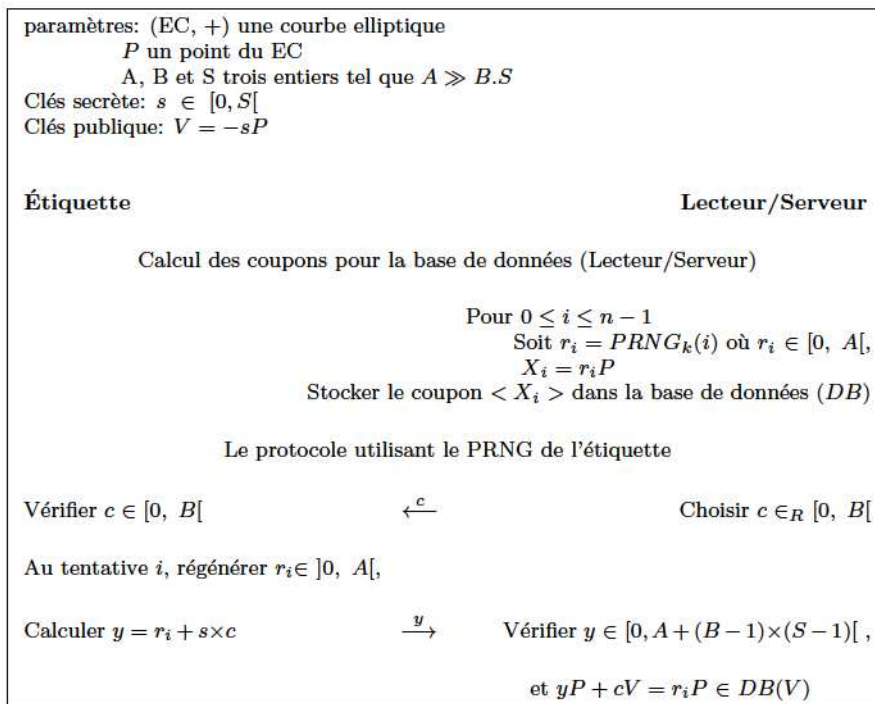 paramètres: (EC, +) une courbe elliptique
P un point du EC
A, B et S trois entiers tel que A ≫ B.S
Clés secrète: s ∈ [0, S[
Clés publique: V = −sP
Étiquette Lecteur/Serveur
Calcul des coupons pour la base de données (Lecteur/Serveur)
Pour 0 ≤ i ≤ n − 1
Soit r_i = PRNG_k(i) où r_i ∈ [0, A[,
X_i = r_iP
Stocker le coupon < X_i > dans la base de données (DB)
Le protocole utilisant le PRNG de l'étiquette
Vérifier c ∈ [0, B[ ←c Choisir c ∈_R [0, B[
Au tentative i, régénérer r_i∈ ]0, A[,
Calculer y = r_i + s×c →y Vérifier y ∈ [0, A + (B − 1)×(S − 1)[ ,
et yP + cV = r_iP ∈ DB(V)